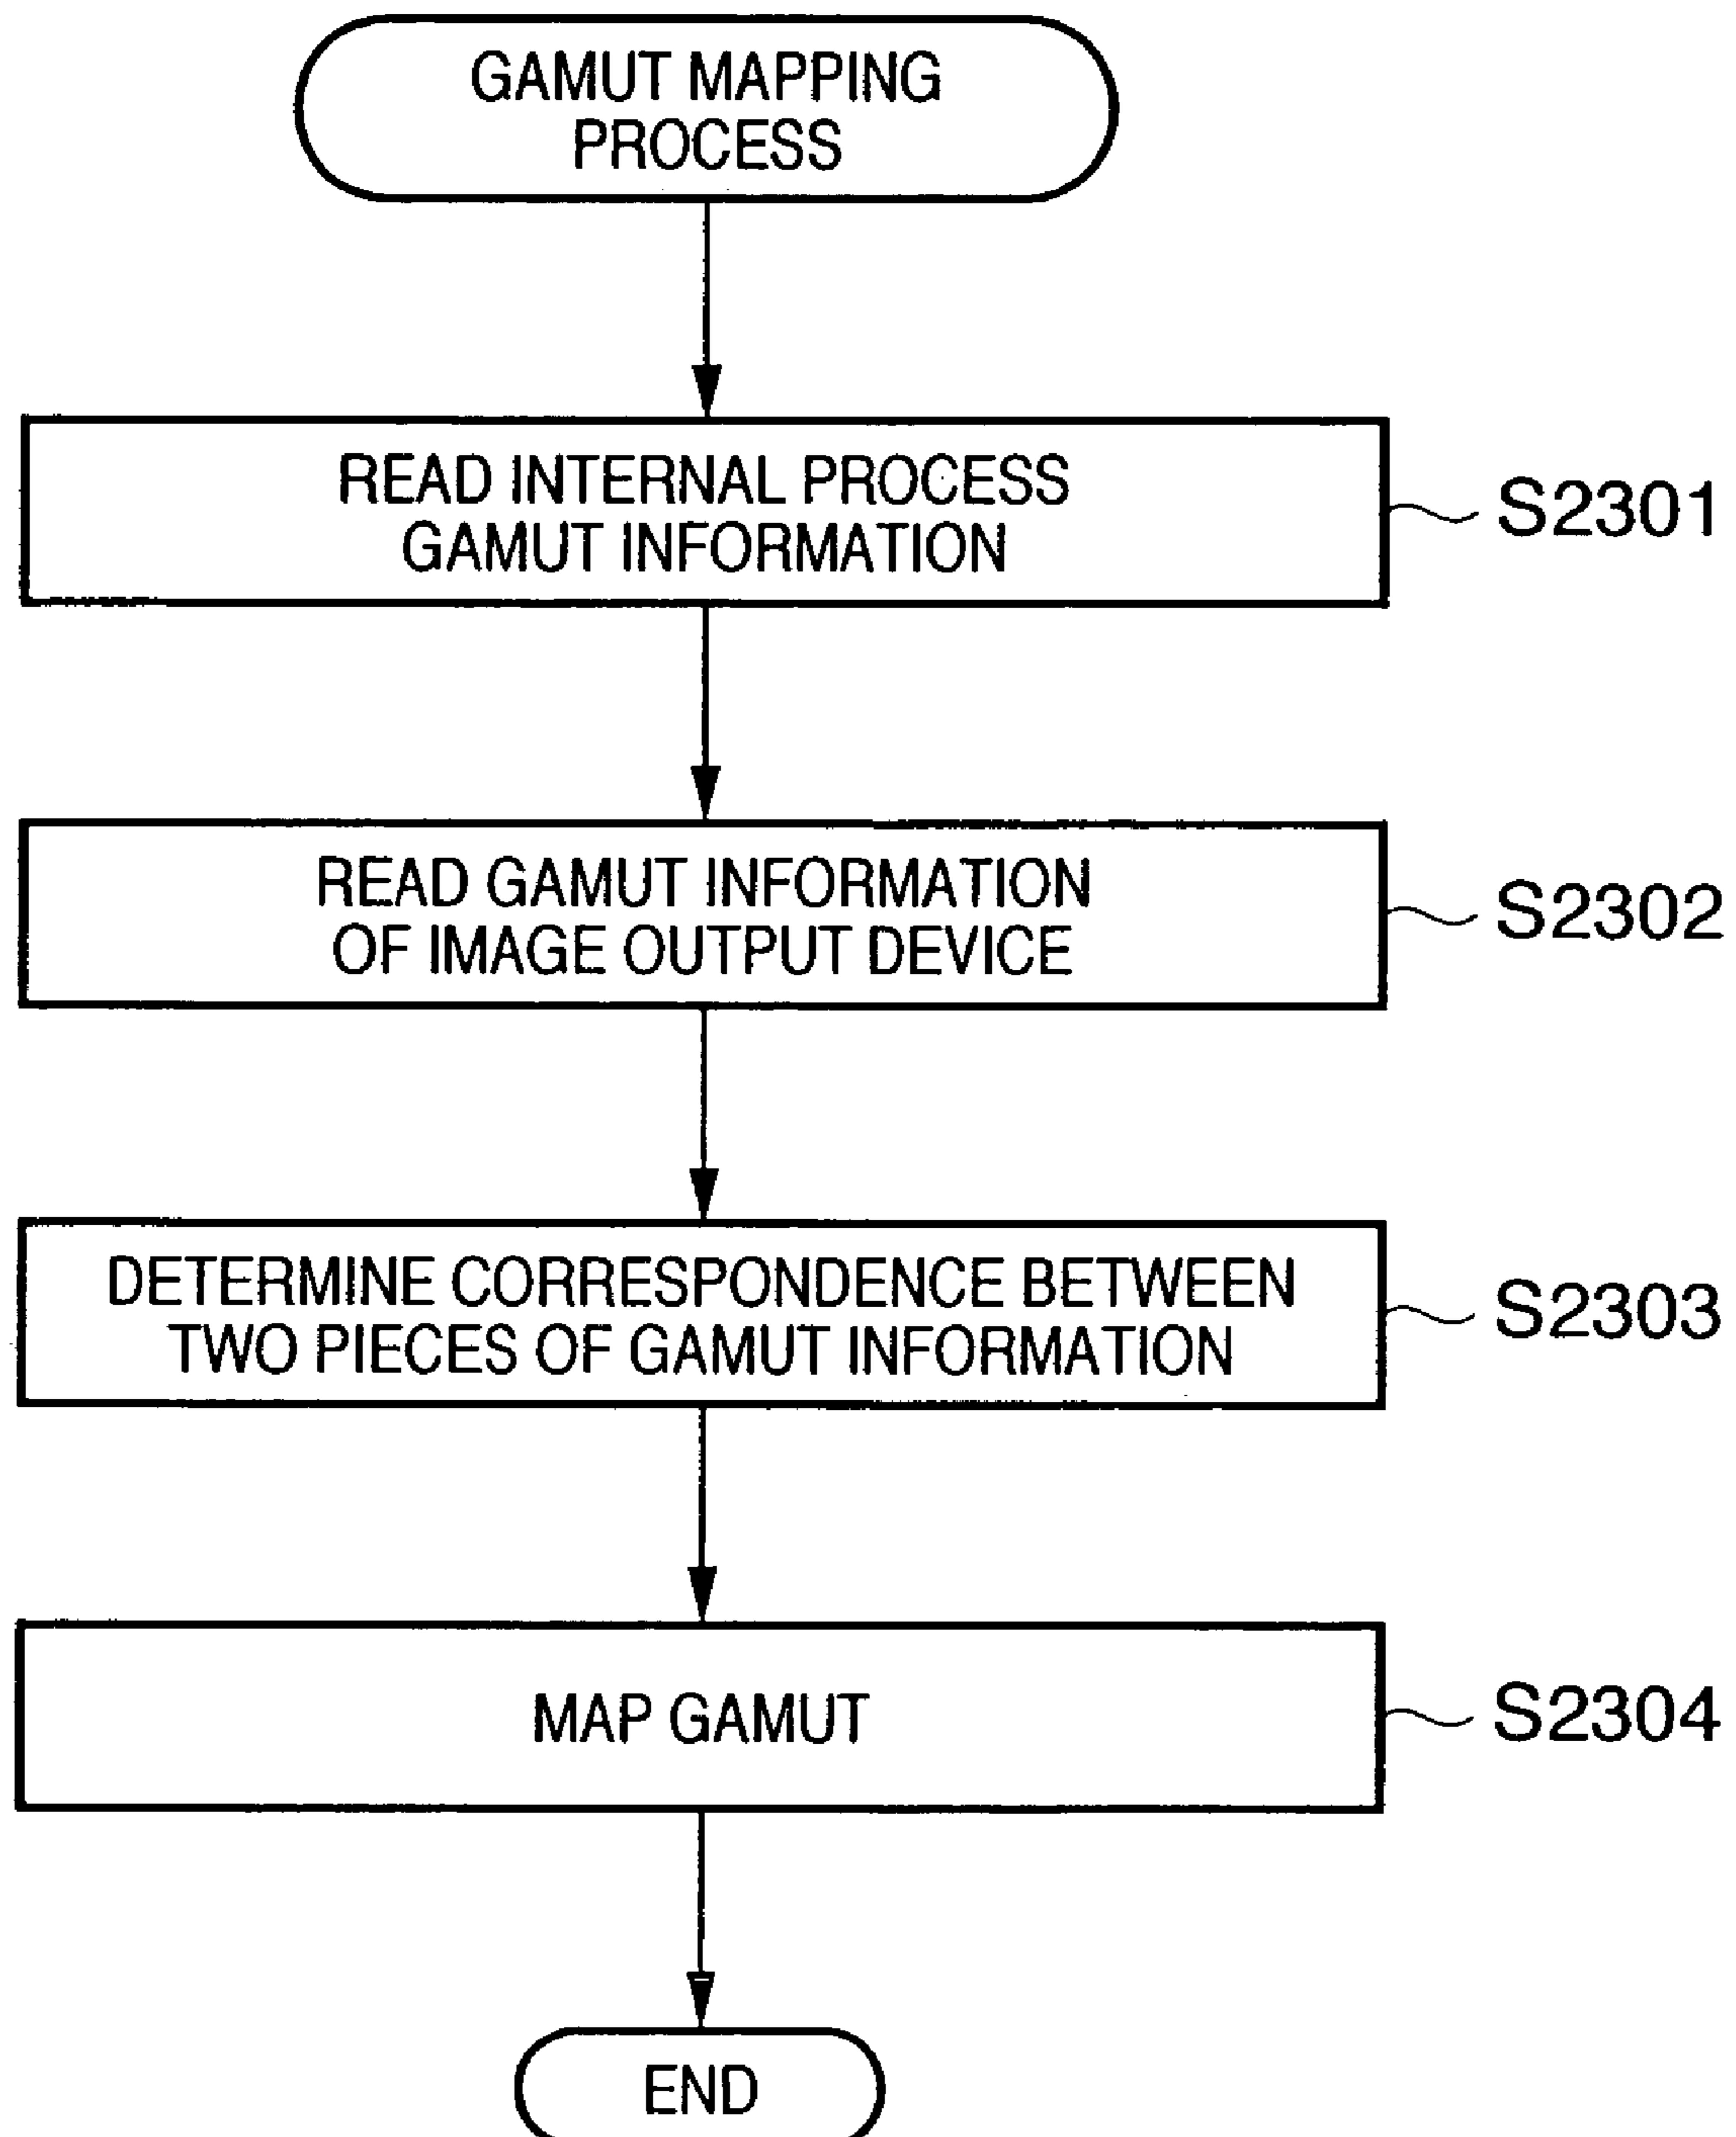 GAMUT MAPPING
PROCESS
READ INTERNAL PROCESS
GAMUT INFORMATION
S2301
READ GAMUT INFORMATION
OF IMAGE OUTPUT DEVICE
S2302
DETERMINE CORRESPONDENCE BETWEEN
TWO PIECES OF GAMUT INFORMATION
S2303
MAP GAMUT
S2304
END